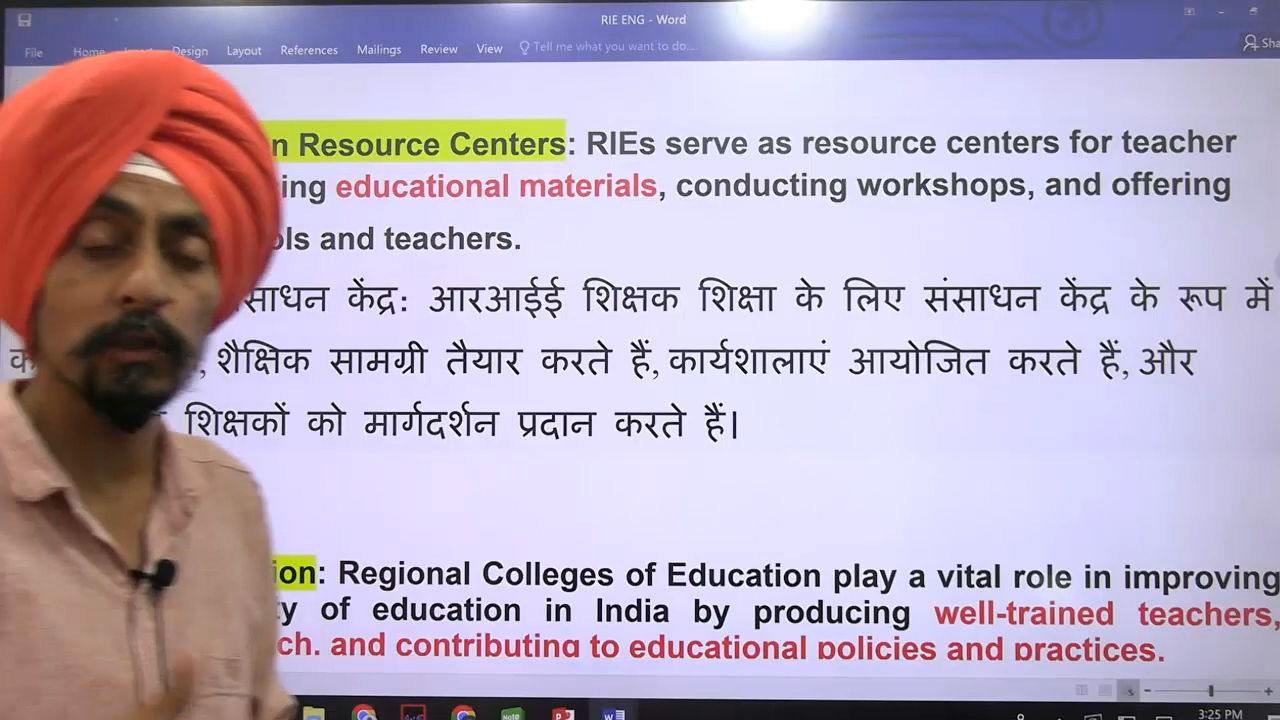 RIE ENG - Word
File Home Design Layout References Mailings Review View Tell me what you want to do... Sha
n Resource Centers: RIEs serve as resource centers for teacher
ing educational materials, conducting workshops, and offering
ols and teachers.
साधन केंद्र: आरआईई शिक्षक शिक्षा के लिए संसाधन केंद्र के रूप में
, शैक्षिक सामग्री तैयार करते हैं, कार्यशालाएं आयोजित करते हैं, और
शिक्षकों को मार्गदर्शन प्रदान करते हैं।
ion: Regional Colleges of Education play a vital role in improving
ty of education in India by producing well-trained teachers,
ch, and contributing to educational policies and practices.
3:25 PM